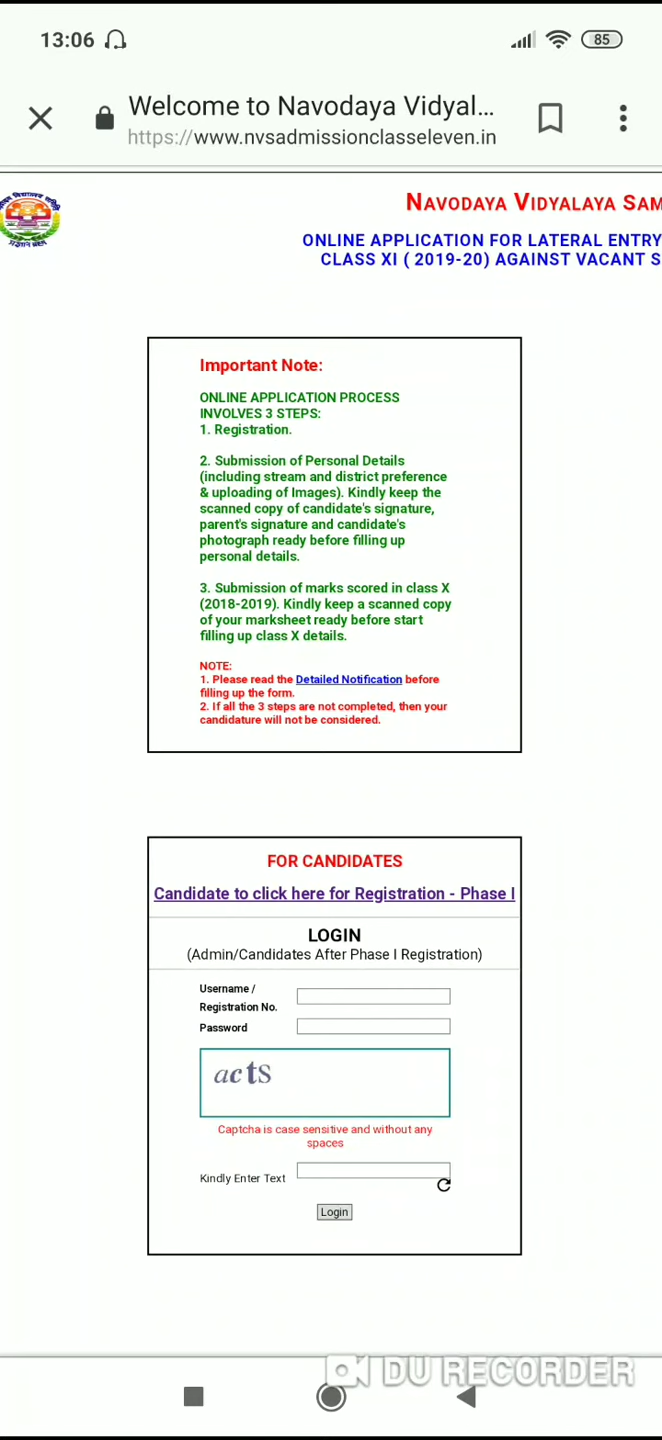 13:06
85
Welcome to Navodaya Vidyal...
https://www.nvsadmissionclasseleven.in
NAVODAYA VIDYALAYA SAM
ONLINE APPLICATION FOR LATERAL ENTRY
CLASS XI ( 2019-20) AGAINST VACANT S
Important Note:
ONLINE APPLICATION PROCESS
INVOLVES 3 STEPS:
1. Registration.
2. Submission of Personal Details
(including stream and district preference
& uploading of Images). Kindly keep the
scanned copy of candidate's signature,
parent's signature and candidate's
photograph ready before filling up
personal details.
3. Submission of marks scored in class X
(2018-2019). Kindly keep a scanned copy
of your marksheet ready before start
filling up class X details.
NOTE:
1. Please read the Detailed Notification before
filling up the form.
2. If all the 3 steps are not completed, then your
candidature will not be considered.
FOR CANDIDATES
Candidate to click here for Registration - Phase I
LOGIN
(Admin/Candidates After Phase I Registration)
Username /
Registration No.
Password
actS
Captcha is case sensitive and without any
spaces
Kindly Enter Text
Login
DU RECORDER